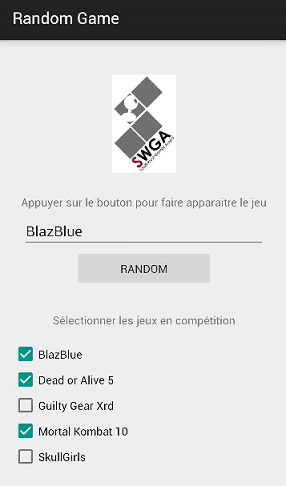 Random Game
SWGA
Appuyer sur le bouton pour faire apparaitre le jeu
BlazBlue
RANDOM
Sélectionner les jeux en compétition
BlazBlue
Dead or Alive 5
Guilty Gear Xrd
Mortal Kombat 10
SkullGirls